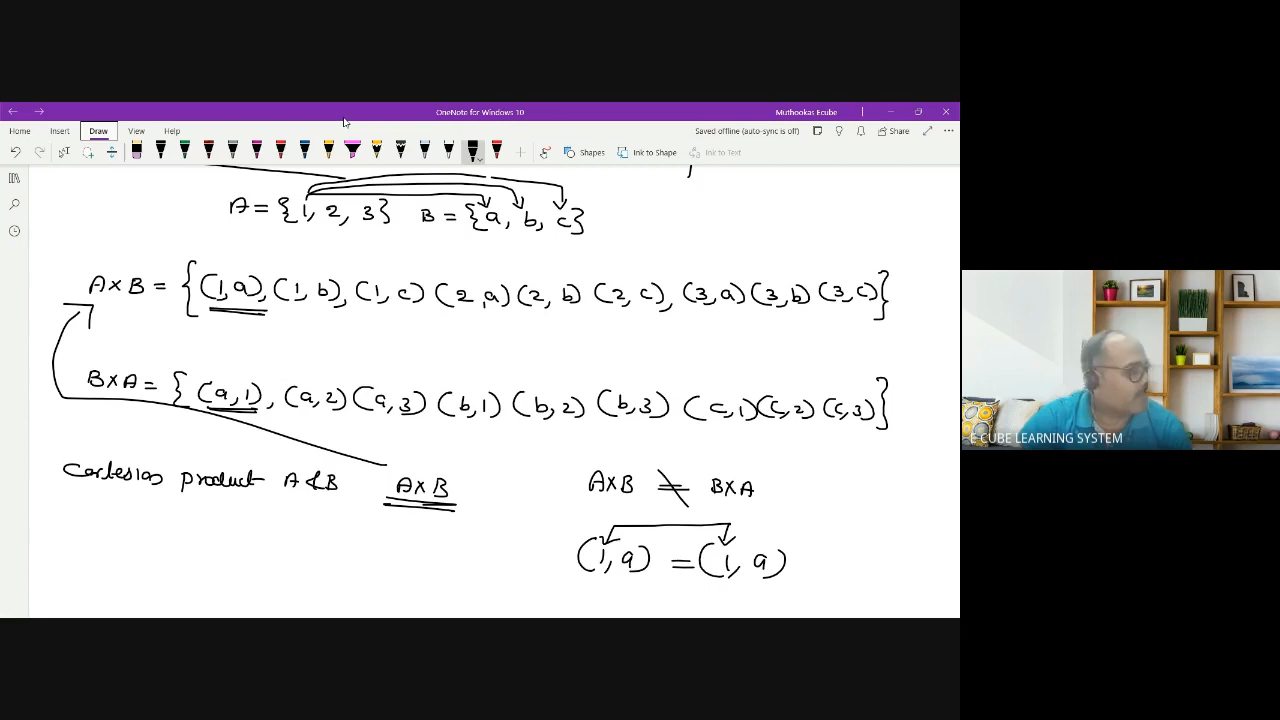 OneNote for Windows 10
Muthookas Ecube
Home Insert Draw View Help
Saved offline (auto-sync is off)
Share
Shapes
Ink to Shape
Ink to Text
A = {1, 2, 3} B = {a, b, c}
A×B = {(1,a), (1, b), (1, c) (2,a) (2, b) (2, c), (3,a) (3,b) (3, c)}
B×A = {(a,1), (a,2) (a,3) (b,1) (b,2) (b,3) (c,1) (c,2) (c,3)}
Cartesian product A & B A×B
A×B ≠ B×A
(1, a) = (1, a)
E CUBE LEARNING SYSTEM